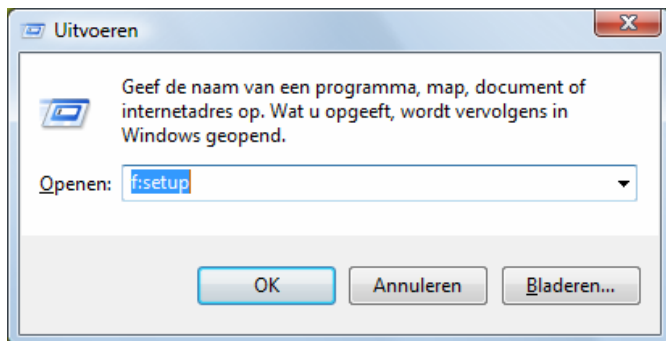 Uitvoeren
Geef de naam van een programma, map, document of
internetadres op. Wat u opgeeft, wordt vervolgens in
Windows geopend.
Openen: f:setup
OK Annuleren Bladeren...